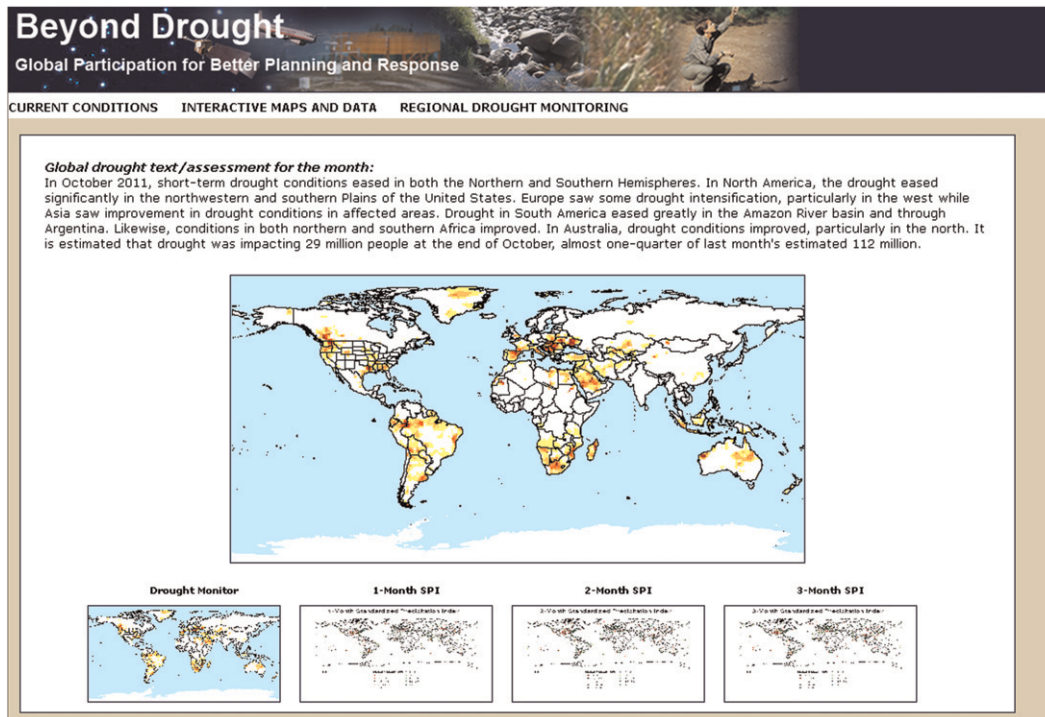 Beyond Drought
Global Participation for Better Planning and Response
CURRENT CONDITIONS INTERACTIVE MAPS AND DATA REGIONAL DROUGHT MONITORING
Global drought text/assessment for the month:
In October 2011, short-term drought conditions eased in both the Northern and Southern Hemispheres. In North America, the drought eased
significantly in the northwestern and southern Plains of the United States. Europe saw some drought intensification, particularly in the west while
Asia saw improvement in drought conditions in affected areas. Drought in South America eased greatly in the Amazon River basin and through
Argentina. Likewise, conditions in both northern and southern Africa improved. In Australia, drought conditions improved, particularly in the north. It
is estimated that drought was impacting 29 million people at the end of October, almost one-quarter of last month's estimated 112 million.
Drought Monitor 1-Month SPI 2-Month SPI 3-Month SPI